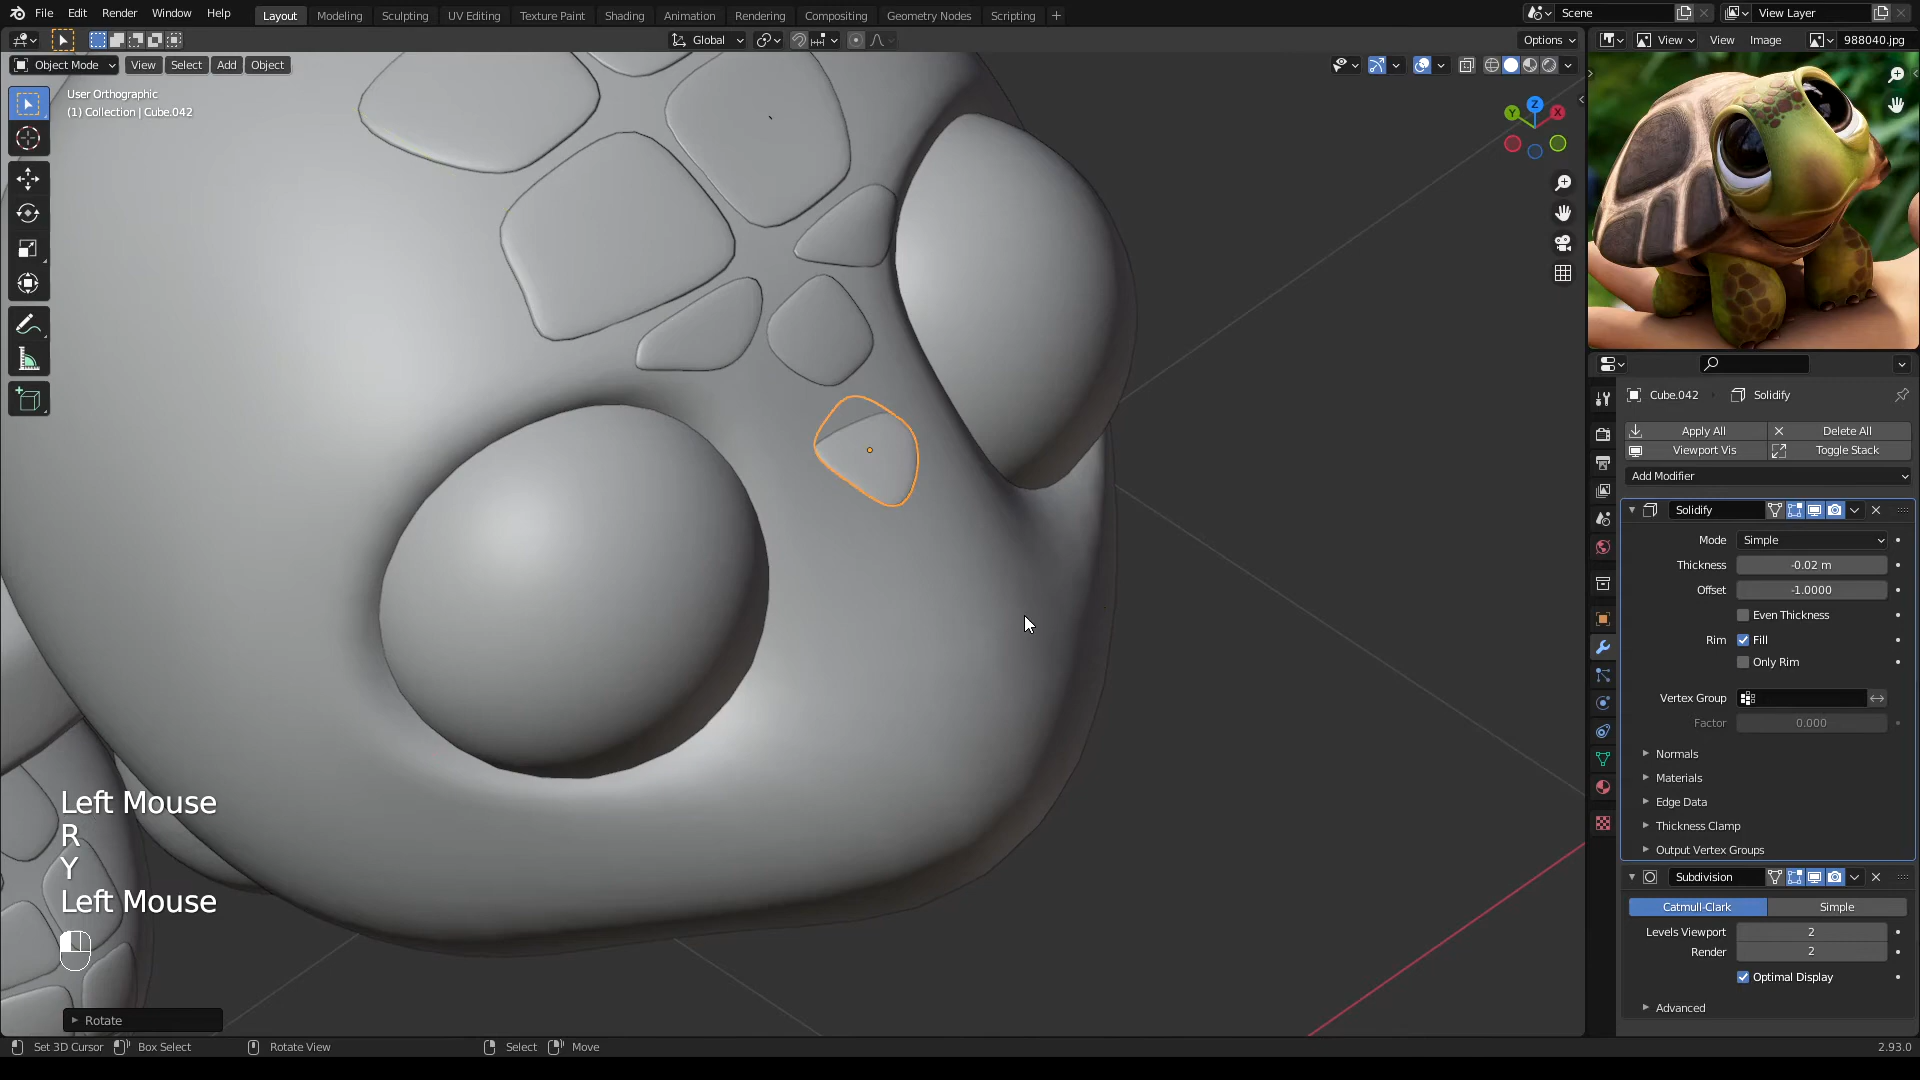 File Edit Render Window Help Layout Modeling Sculpting UV Editing Texture Paint Shading Animation Rendering Compositing Geometry Nodes Scripting + Scene View Layer
Global Options View View Image 988040.jpg
Object Mode View Select Add Object
User Orthographic
(1) Collection | Cube.042
Z
Y
X
Cube.042 Solidify
Apply All Delete All
Viewport Vis Toggle Stack
Add Modifier
Solidify
Mode Simple
Thickness -0.02 m
Offset -1.0000
Even Thickness
Rim Fill
Only Rim
Vertex Group
Factor 0.000
Normals
Materials
Edge Data
Thickness Clamp
Output Vertex Groups
Subdivision
Catmull-Clark Simple
Levels Viewport 2
Render 2
Optimal Display
Advanced
Left Mouse
R
Y
Left Mouse
Rotate
Set 3D Cursor Box Select Rotate View Select Move 2.93.0